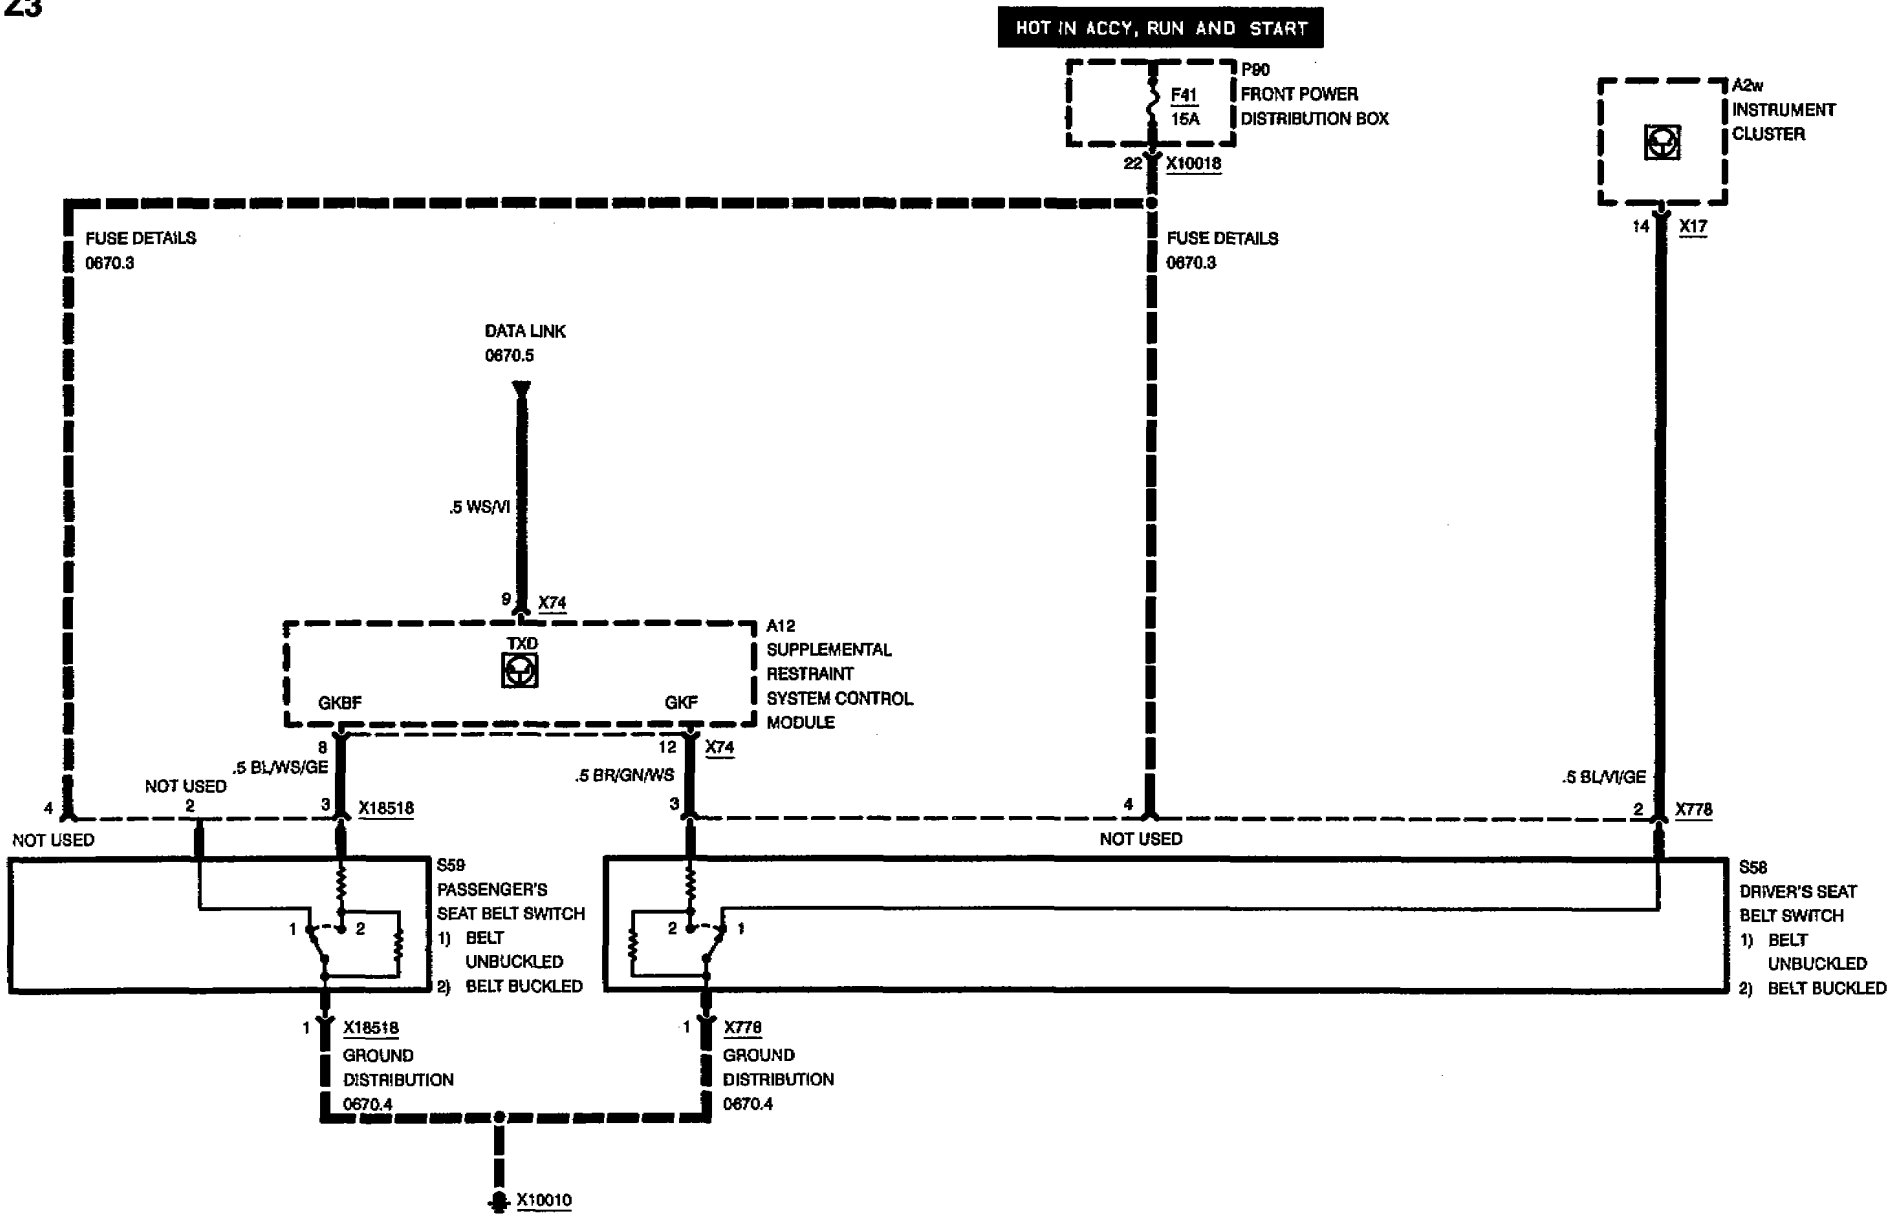 Z3
HOT IN ACCY, RUN AND START
P90
FRONT POWER
DISTRIBUTION BOX
F41
15A
22 X10018
A2w
INSTRUMENT
CLUSTER
14 X17
FUSE DETAILS
0670.3
FUSE DETAILS
0670.3
DATA LINK
0670.5
.5 WS/VI
9 X74
TXD
GKBF
GKF
A12
SUPPLEMENTAL
RESTRAINT
SYSTEM CONTROL
MODULE
8
12 X74
.5 BL/WS/GE
.5 BR/GN/WS
.5 BL/VI/GE
NOT USED
4
2
3 X18518
3
4
2 X778
NOT USED
NOT USED
S59
PASSENGER'S
SEAT BELT SWITCH
1) BELT
UNBUCKLED
2) BELT BUCKLED
1 2
2 1
S58
DRIVER'S SEAT
BELT SWITCH
1) BELT
UNBUCKLED
2) BELT BUCKLED
1 X18518
GROUND
DISTRIBUTION
0670.4
1 X778
GROUND
DISTRIBUTION
0670.4
X10010